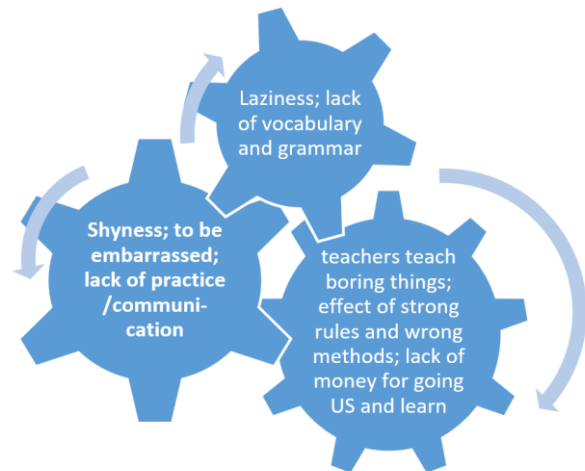 Laziness; lack
of vocabulary
and grammar
Shyness; to be
embarrassed;
lack of practice
/communi-
cation
teachers teach
boring things;
effect of strong
rules and wrong
methods; lack of
money for going
US and learn